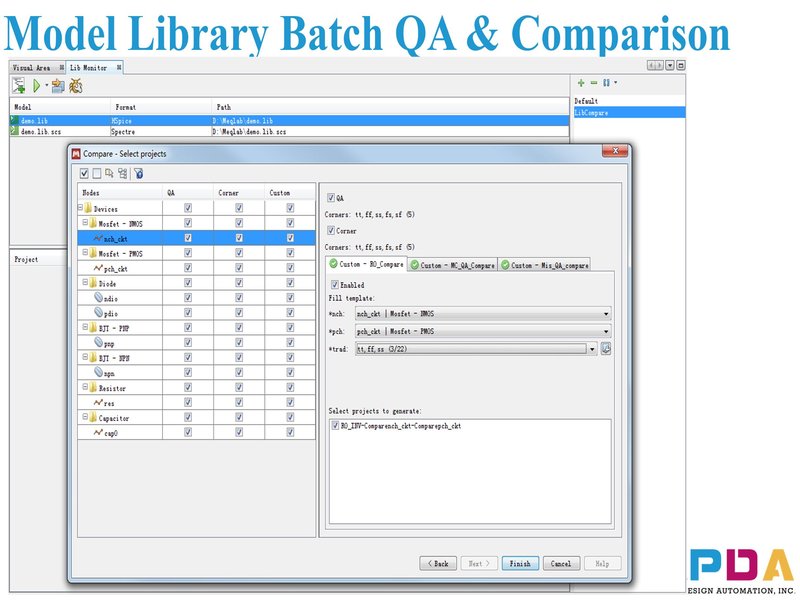 Model Library Batch QA & Comparison
Visual Area Lib Monitor
Model Format Path
demo.lib HSpice D:\Meqlab\demo.lib
demo.lib.scs Spectre D:\Meqlab\demo.lib.scs
Default
LibCompare
Project
Compare - Select projects
Nodes QA Corner Custom
Devices
Mosfet - NMOS
nch_ckt
Mosfet - PMOS
pch_ckt
Diode
ndio
pdio
BJT - PNP
pnp
BJT - NPN
npn
Resistor
res
Capacitor
cap0
QA
Corners: tt,ff,ss,fs,sf (5)
Corner
Corners: tt,ff,ss,fs,sf (5)
Custom - RO_Compare Custom - MC_QA_Compare Custom - Mis_QA_compare
Enabled
Fill template:
*nch: nch_ckt | Mosfet - NMOS
*pch: pch_ckt | Mosfet - PMOS
*trad: tt,ff,ss (3/22)
Select projects to generate:
RO_INV-Comparench_ckt-Comparepch_ckt
< Back Next > Finish Cancel Help
PDA
ESIGN AUTOMATION, INC.